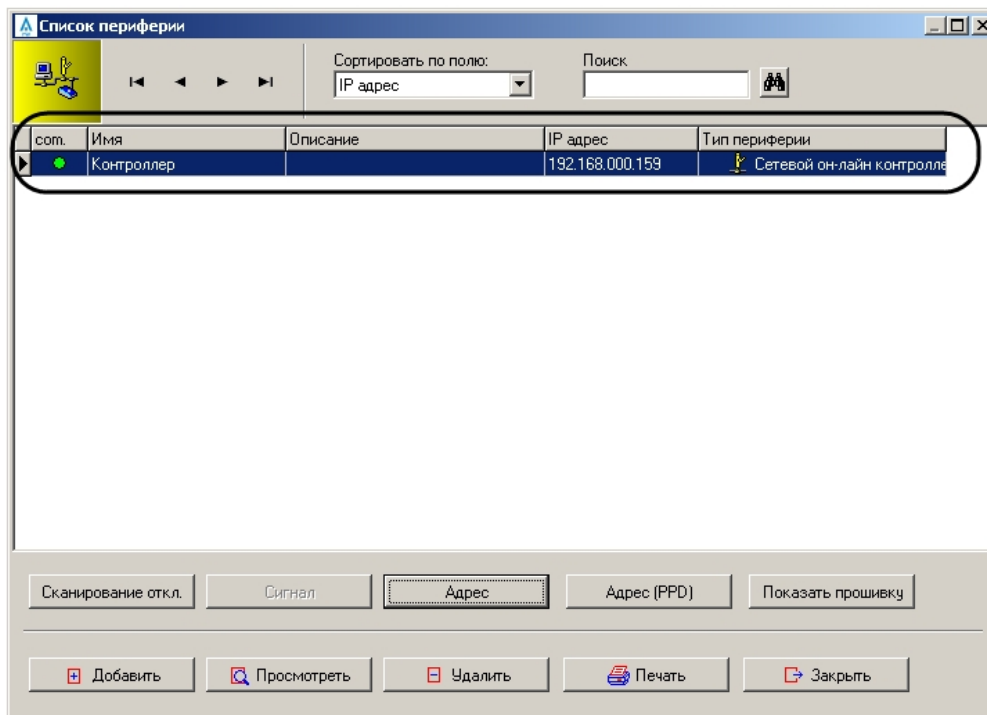 Список периферии
Сортировать по полю: Поиск
IP адрес
com. Имя Описание IP адрес Тип периферии
Контроллер 192.168.000.159 Сетевой он-лайн контролле
Сканирование откл. Сигнал Адрес Адрес (PPD) Показать прошивку
Добавить Просмотреть Удалить Печать Закрыть